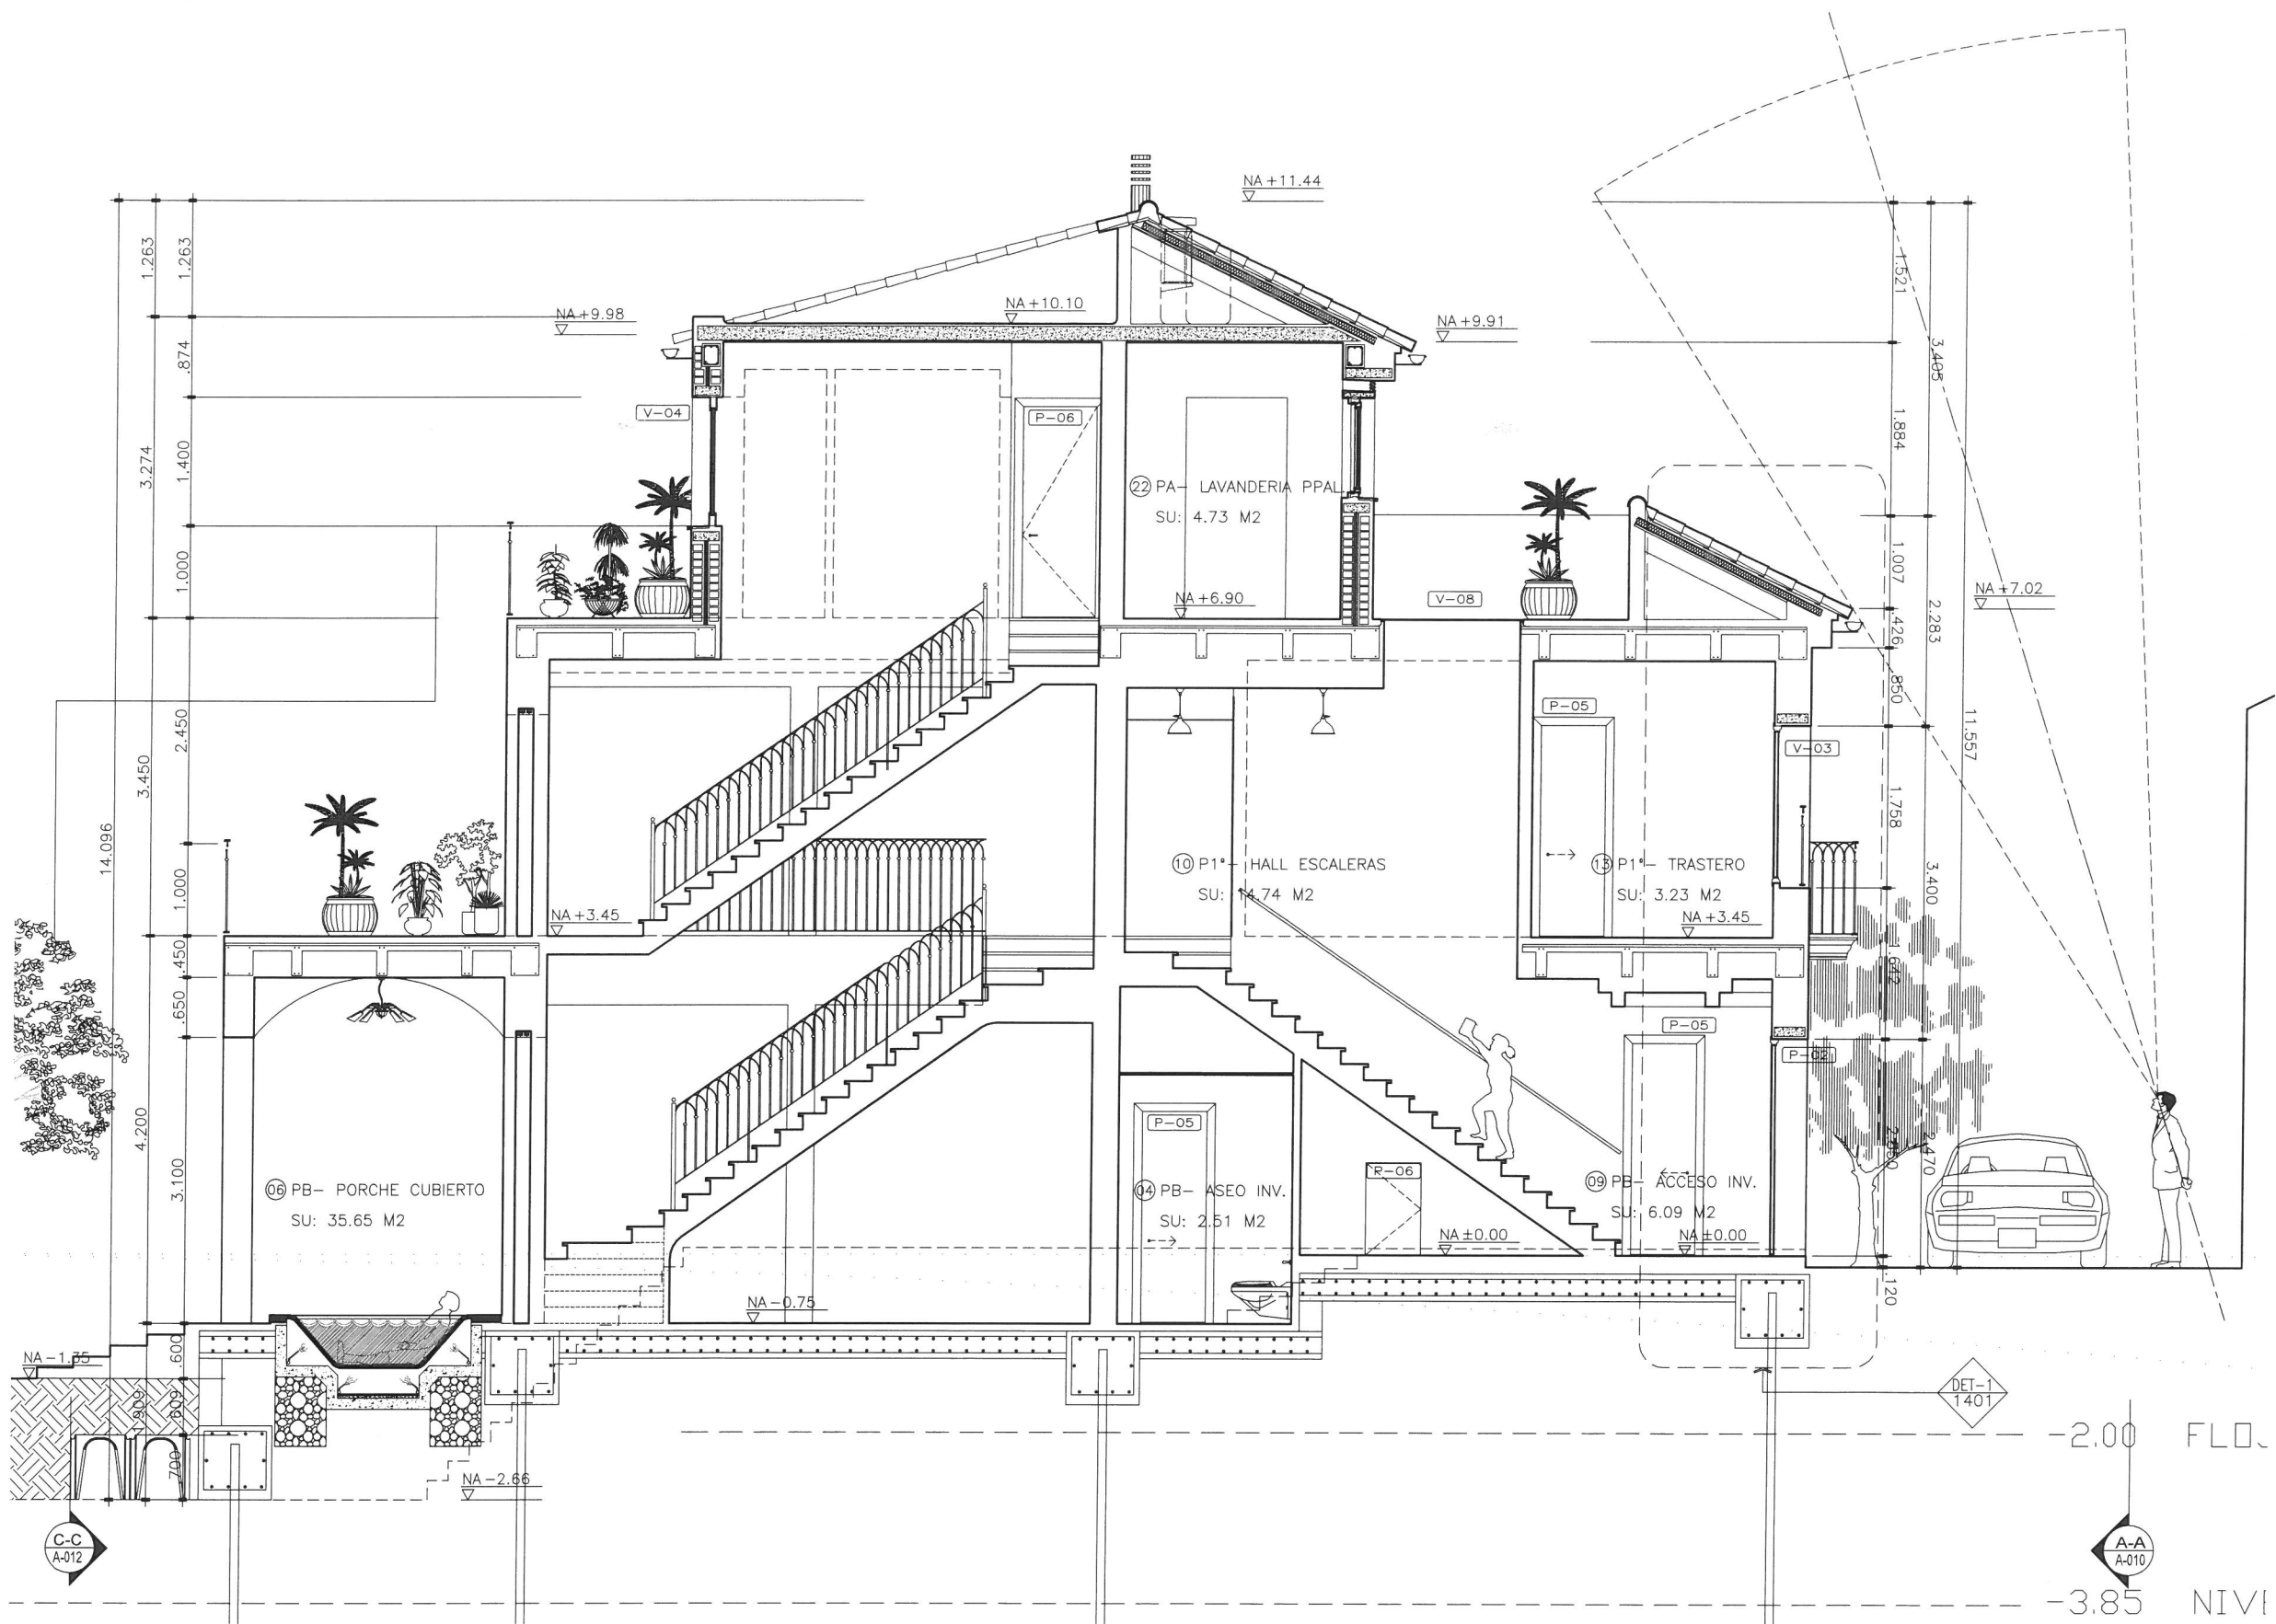 NA+11.44
1.263
1.263
1.521
NA+10.10
NA+9.98
NA+9.91
.874
3.405
V-04
P-06
1.884
3.274
1.400
22 PA- LAVANDERIA PPAL.
SU: 4.73 M2
1.000
1.007
NA+7.02
NA+6.90
V-08
2.283
.426
.850
P-05
2.450
11.557
V-03
3.450
1.758
14.096
10 P1ª- HALL ESCALERAS
SU: 14.74 M2
13 P1ª- TRASTERO
SU: 3.23 M2
1.000
3.400
NA+3.45
NA+3.45
.450
.650
P-05
P-02
4.200
P-05
3.100
R-06
2.470
06 PB- PORCHE CUBIERTO
SU: 35.65 M2
04 PB- ASEO INV.
SU: 2.51 M2
09 PB- ACCESO INV.
SU: 6.09 M2
NA±0.00
NA±0.00
.120
NA-0.75
NA-1.35
.600
DET-1
1401
.609
-2.00 FLO
.700
NA-2.66
C-C
A-012
A-A
A-010
-3.85 NIV